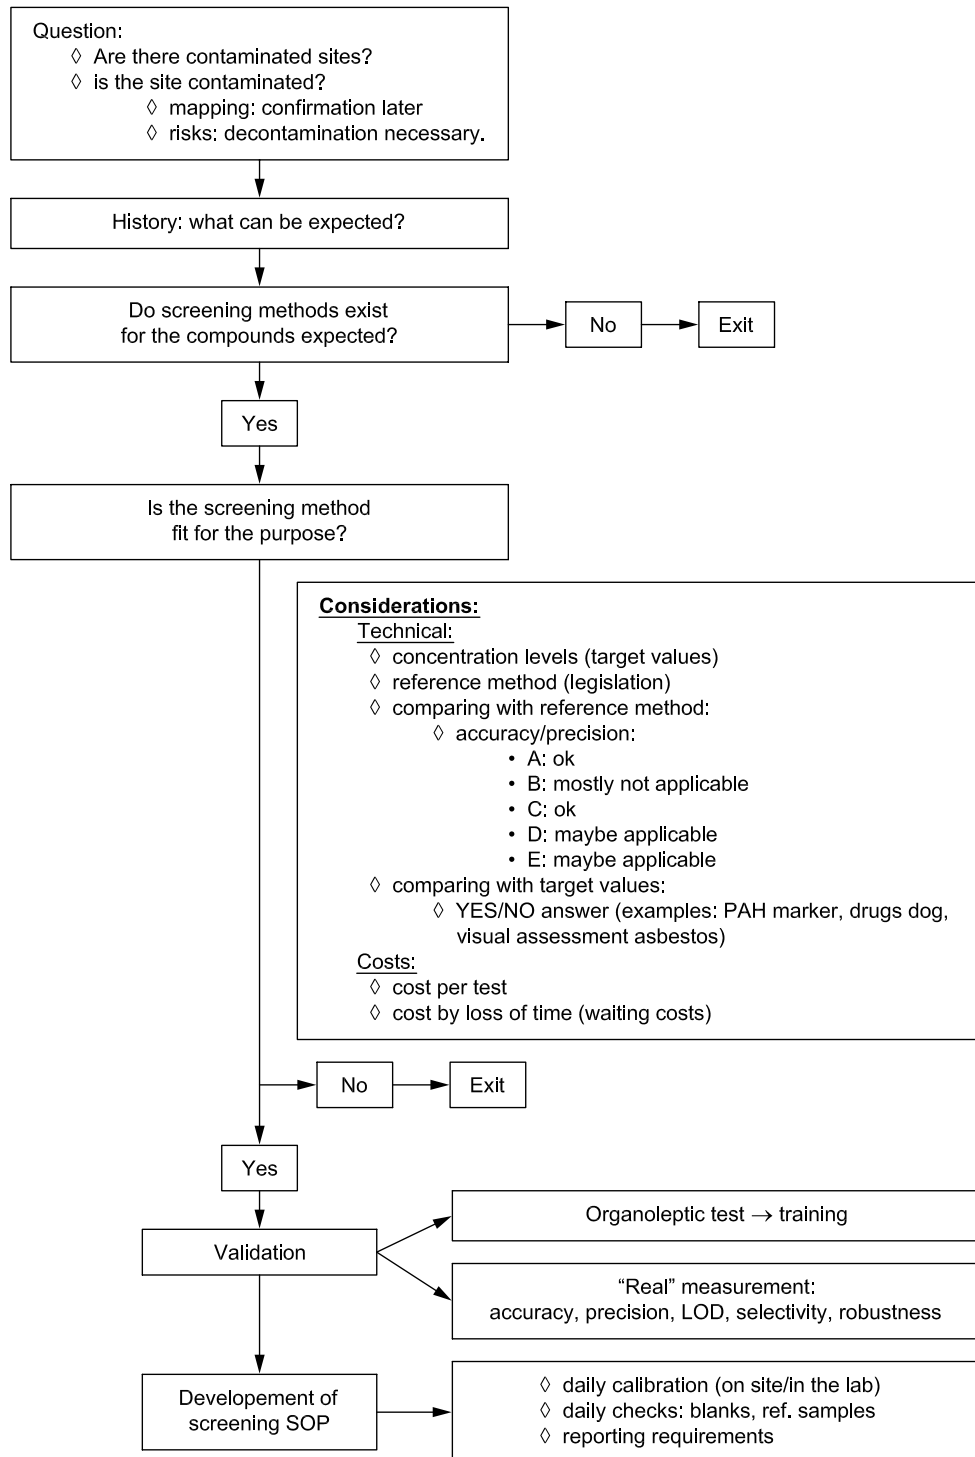 Question:
◊ Are there contaminated sites?
◊ is the site contaminated?
◊ mapping: confirmation later
◊ risks: decontamination necessary.
History: what can be expected?
Do screening methods exist
for the compounds expected?
No
Exit
Yes
Is the screening method
fit for the purpose?
Considerations:
Technical:
◊ concentration levels (target values)
◊ reference method (legislation)
◊ comparing with reference method:
◊ accuracy/precision:
• A: ok
• B: mostly not applicable
• C: ok
• D: maybe applicable
• E: maybe applicable
◊ comparing with target values:
◊ YES/NO answer (examples: PAH marker, drugs dog,
visual assessment asbestos)
Costs:
◊ cost per test
◊ cost by loss of time (waiting costs)
No
Exit
Yes
Validation
Organoleptic test → training
“Real” measurement:
accuracy, precision, LOD, selectivity, robustness
Developement of
screening SOP
◊ daily calibration (on site/in the lab)
◊ daily checks: blanks, ref. samples
◊ reporting requirements